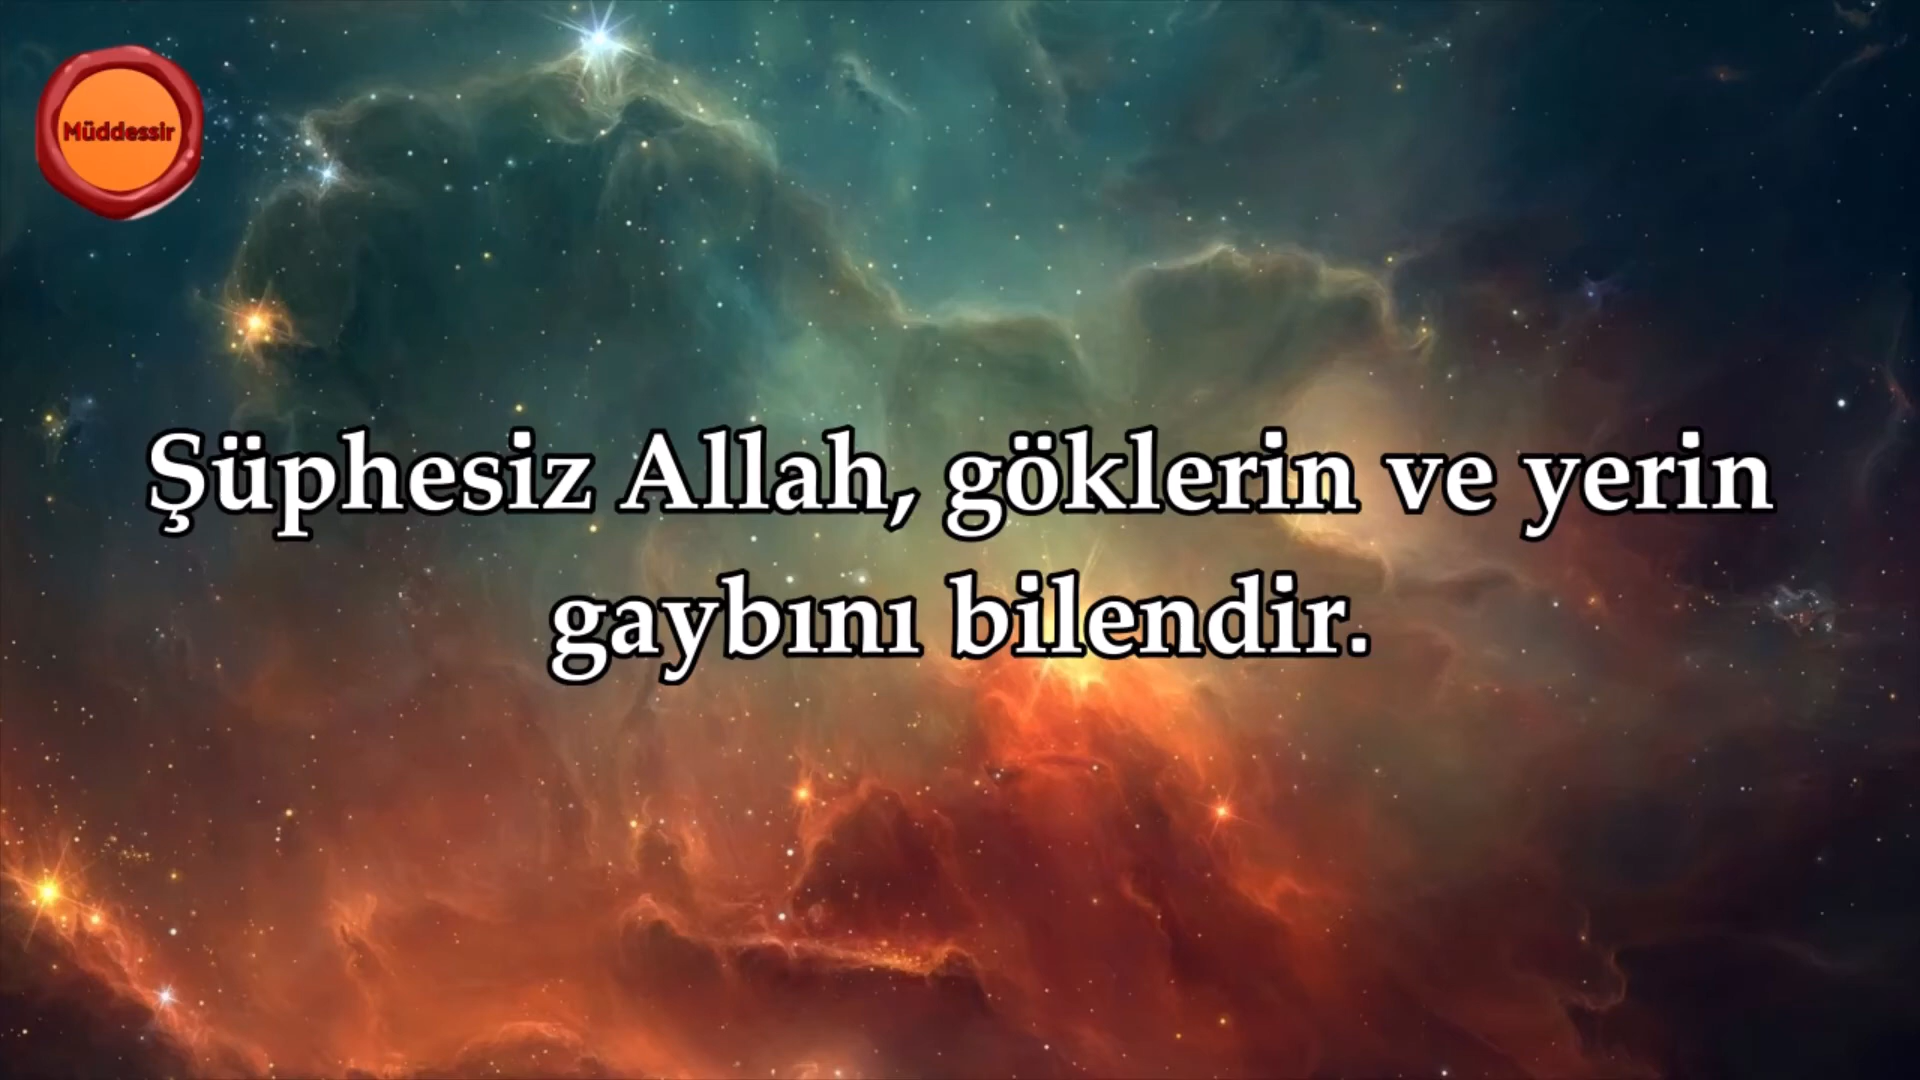 Müddessir
Şüphesiz Allah, göklerin ve yerin
gaybını bilendir.